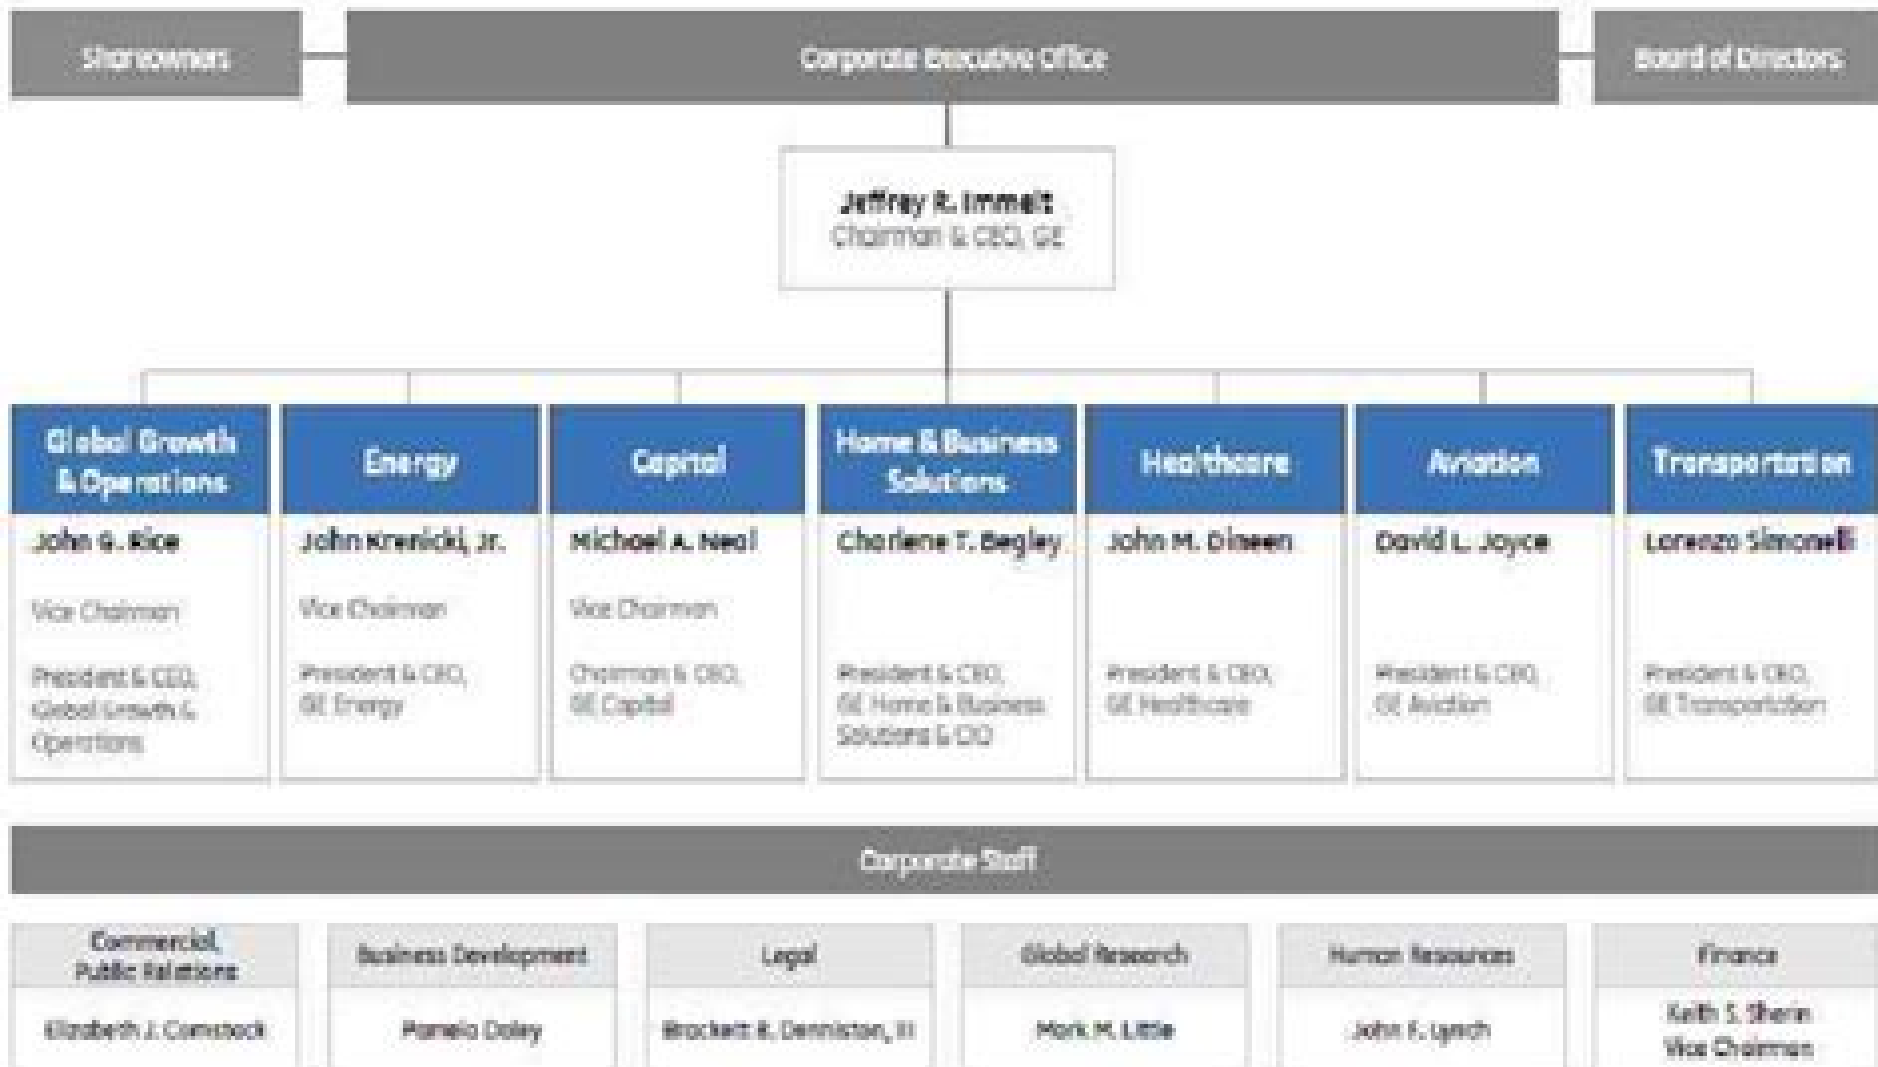 Shareowners
Corporate Executive Office
Board of Directors
Jeffrey R. Immelt
Chairman & CEO, GE
Global Growth
& Operations
Energy
Capital
Home & Business
Solutions
Healthcare
Aviation
Transportation
John G. Rice
Vice Chairman
President & CEO,
Global Growth &
Operations
John Krenicki, Jr.
Vice Chairman
President & CEO,
GE Energy
Michael A. Neal
Vice Chairman
Chairman & CEO,
GE Capital
Charlene T. Begley
President & CEO,
GE Home & Business
Solutions & CIO
John M. Dineen
President & CEO,
GE Healthcare
David L. Joyce
President & CEO,
GE Aviation
Lorenzo Simonelli
President & CEO,
GE Transportation
Corporate Staff
Commercial,
Public Relations
Elizabeth J. Comstock
Business Development
Pamela Daley
Legal
Brackett B. Denniston, III
Global Research
Mark M. Little
Human Resources
John F. Lynch
Finance
Keith S. Sherin
Vice Chairman